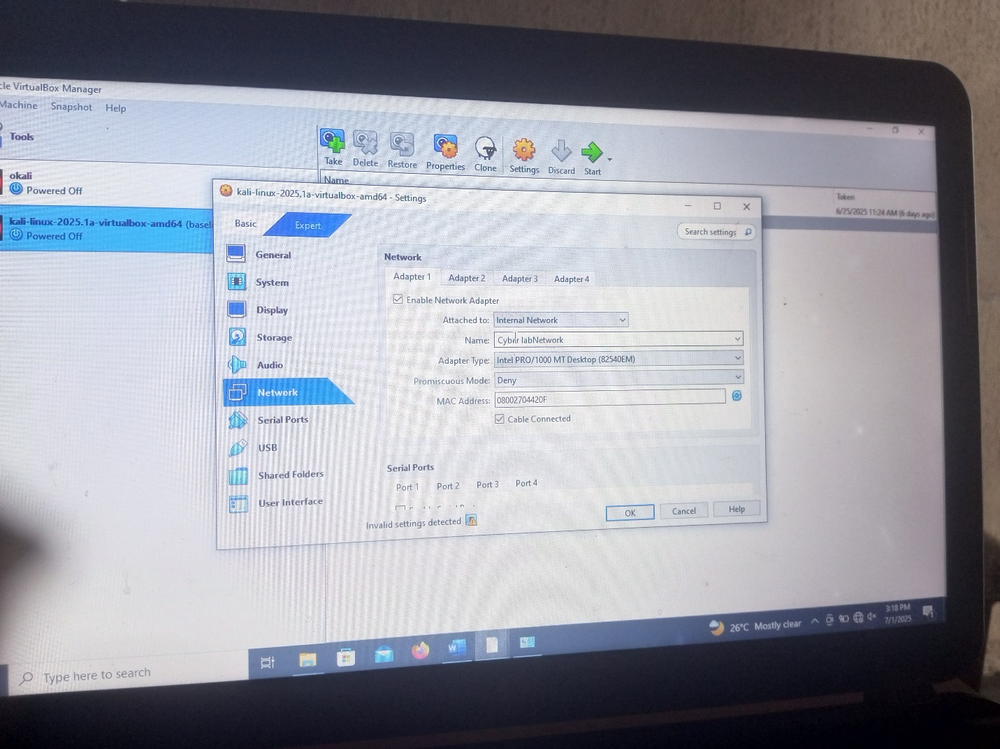 cle VirtualBox Manager
Machine Snapshot Help
Tools
Take Delete Restore Properties Clone Settings Discard Start
okali
Powered Off
kali-linux-2025.1a-virtualbox-amd64 (baseli
Powered Off
Name
Taken
6/25/2025 11:24 AM (6 days ago)
kali-linux-2025.1a-virtualbox-amd64 - Settings
Basic Expert
Search settings
General
System
Display
Storage
Audio
Network
Serial Ports
USB
Shared Folders
User Interface
Network
Adapter 1 Adapter 2 Adapter 3 Adapter 4
Enable Network Adapter
Attached to: Internal Network
Name: Cyber labNetwork
Adapter Type: Intel PRO/1000 MT Desktop (82540EM)
Promiscuous Mode: Deny
MAC Address: 08002704420F
Cable Connected
Serial Ports
Port 1 Port 2 Port 3 Port 4
Invalid settings detected
OK Cancel Help
Type here to search
26°C Mostly clear
3:18 PM
7/1/2025